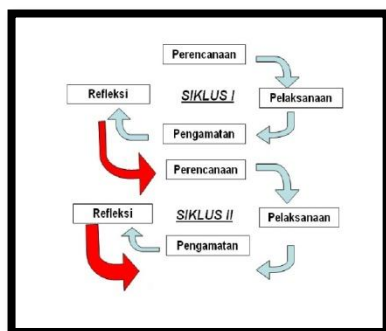 Perencanaan
Refleksi
SIKLUS I
Pelaksanaan
Pengamatan
Perencanaan
Refleksi
SIKLUS II
Pelaksanaan
Pengamatan